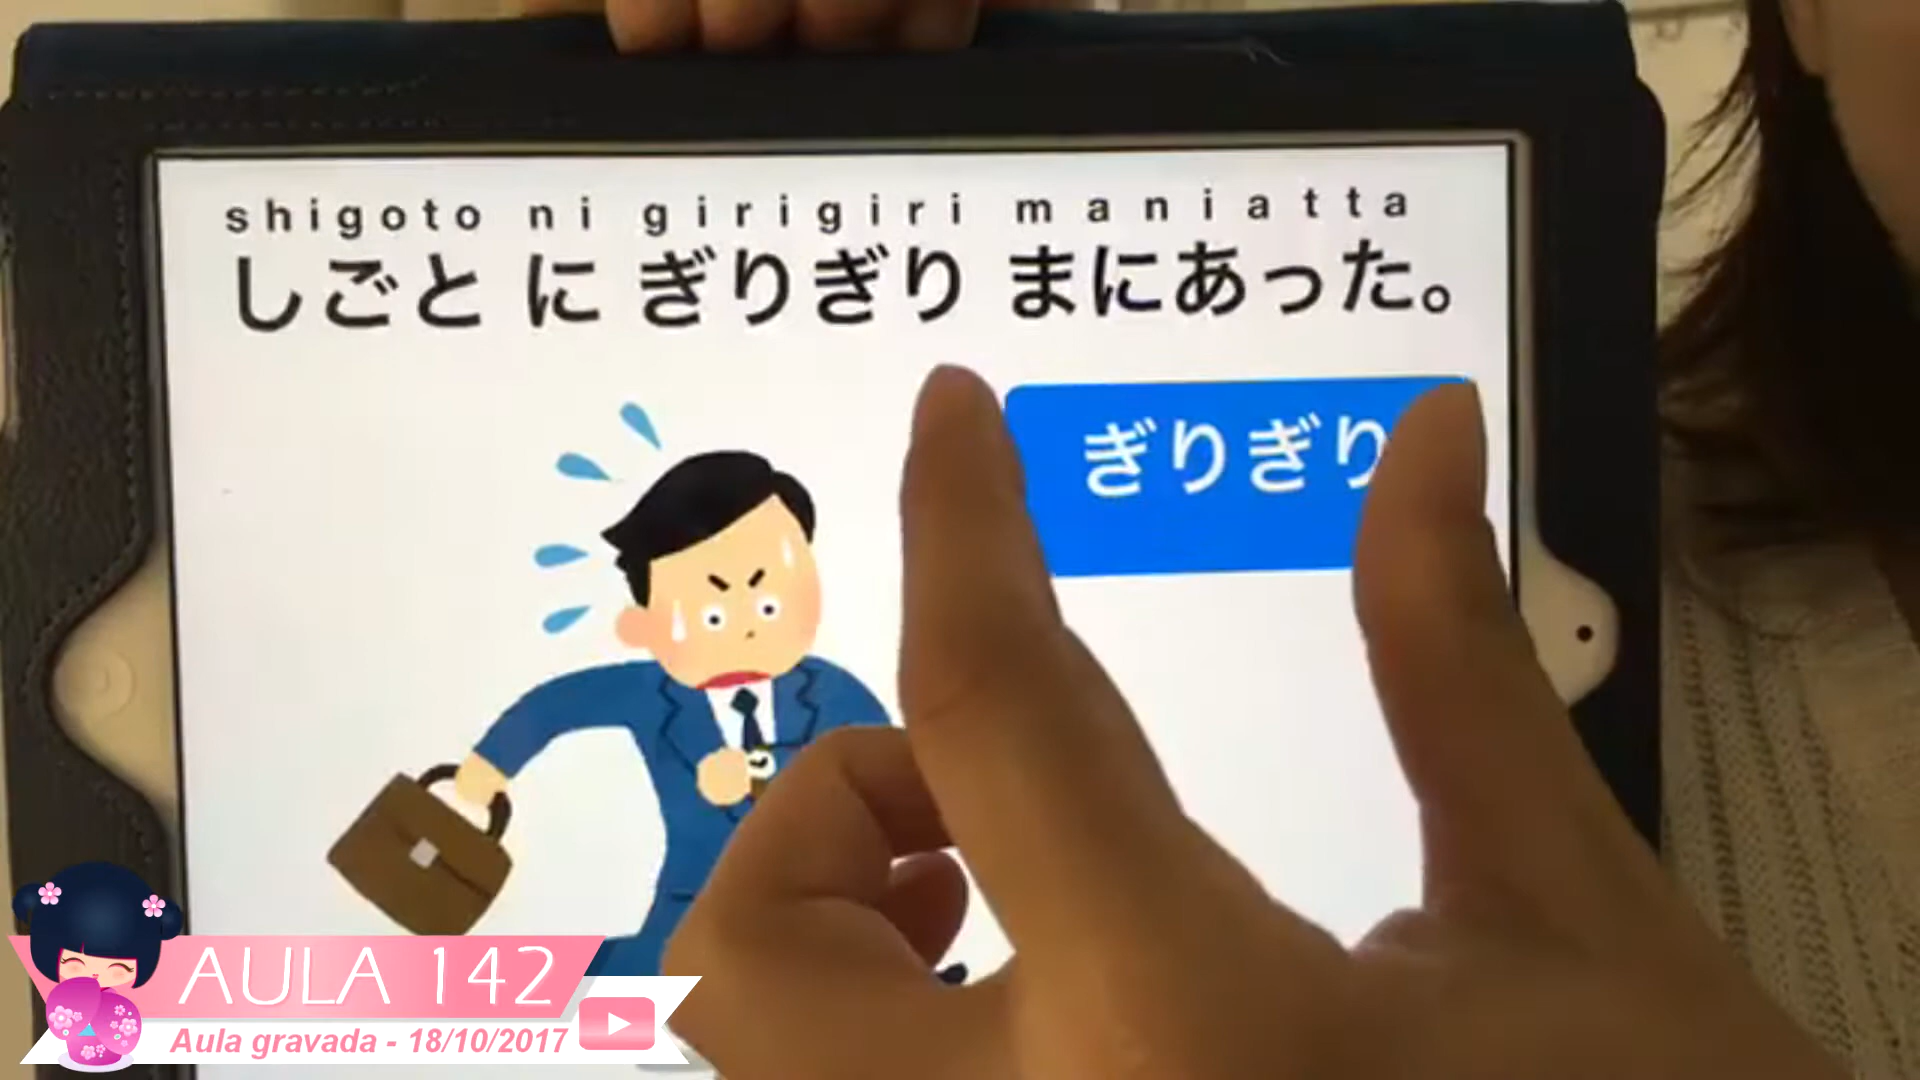 shigoto ni girigiri maniatta
しごと に ぎりぎり まにあった。
ぎりぎり
AULA 142
Aula gravada - 18/10/2017